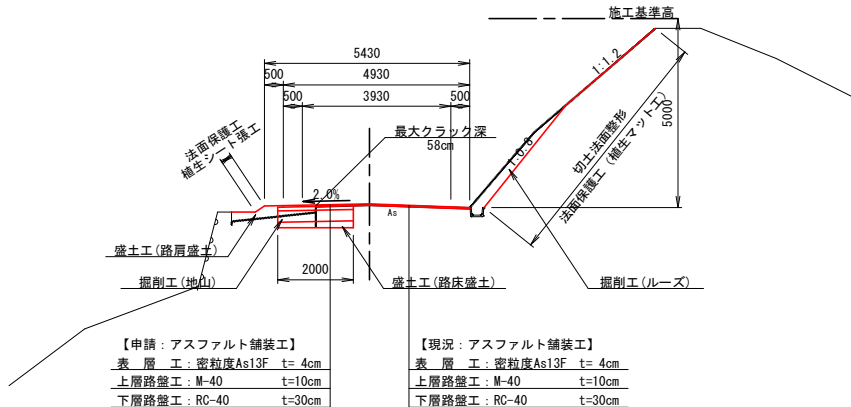 施工基準高
5430
500 4930
500 3930 500
1:1.2
5000
最大クラック深
58cm
法面保護工
植生シート張工
1:0.8
切土法面整形
法面保護工(植生マット工)
2.0%
As
盛土工(路肩盛土)
掘削工(地山)
2000
盛土工(路床盛土)
掘削工(ルーズ)
【申請:アスファルト舗装工】
表 層 工:密粒度As13F t= 4cm
上層路盤工:M-40 t=10cm
下層路盤工:RC-40 t=30cm
【現況:アスファルト舗装工】
表 層 工:密粒度As13F t= 4cm
上層路盤工:M-40 t=10cm
下層路盤工:RC-40 t=30cm